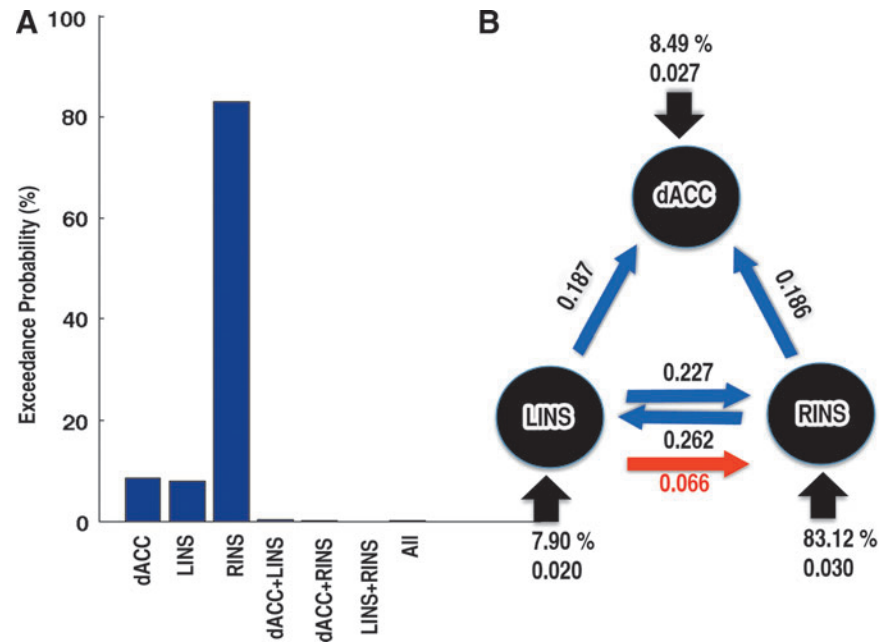 A
100
80
60
40
20
0
Exceedance Probability (%)
dACC
LINS
RINS
dACC+LINS
dACC+RINS
LINS+RINS
All
B
8.49 %
0.027
dACC
0.187
0.186
0.227
LINS
RINS
0.262
0.066
7.90 %
0.020
83.12 %
0.030